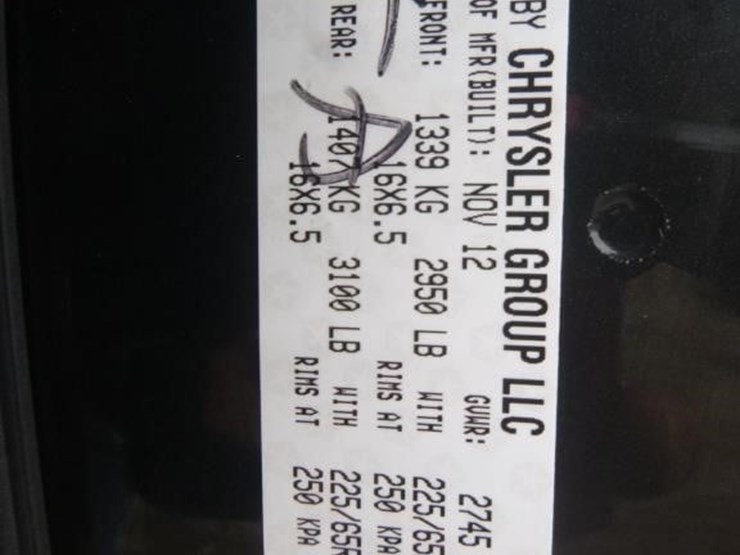 BY CHRYSLER GROUP LLC
OF MFR(BUILT): NOV 12 GVWR: 2745
FRONT: 1339 KG 2950 LB WITH 225/65
16X6.5 RIMS AT 250 KPA
REAR: 1407 KG 3100 LB WITH 225/65R
16X6.5 RIMS AT 250 KPA